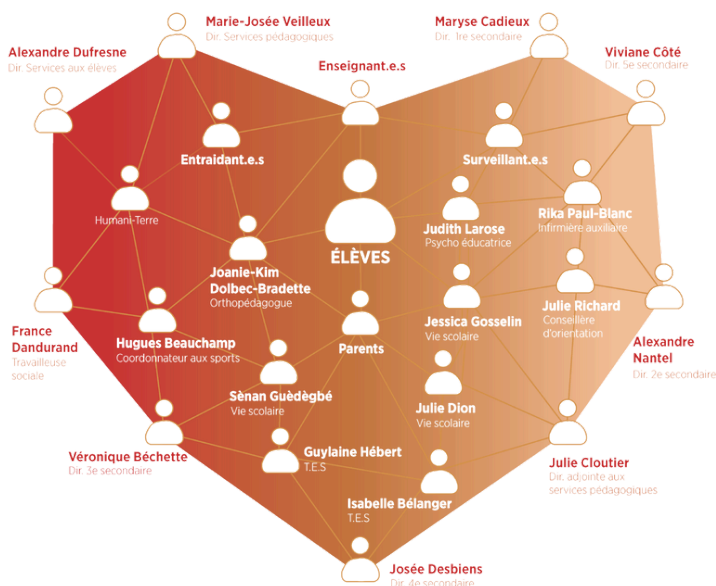 Marie-Josée Veilleux
Dir. Services pédagogiques
Maryse Cadieux
Dir. 1re secondaire
Alexandre Dufresne
Dir. Services aux élèves
Enseignant.e.s
Viviane Côté
Dir. 5e secondaire
Entraidant.e.s
Surveillant.e.s
Humani-Terre
Judith Larose
Psycho éducatrice
Rika Paul-Blanc
Infirmière auxiliaire
ÉLÈVES
Joanie-Kim
Dolbec-Bradette
Orthopédagogue
France
Dandurand
Travailleuse
sociale
Hugues Beauchamp
Coordonnateur aux sports
Parents
Jessica Gosselin
Vie scolaire
Julie Richard
Conseillère
d'orientation
Alexandre
Nantel
Dir. 2e secondaire
Sènan Guèdègbé
Vie scolaire
Julie Dion
Vie scolaire
Véronique Béchette
Dir. 3e secondaire
Guylaine Hébert
T.E.S
Julie Cloutier
Dir. adjointe aux
services pédagogiques
Isabelle Bélanger
T.E.S
Josée Desbiens
Dir. 4e secondaire